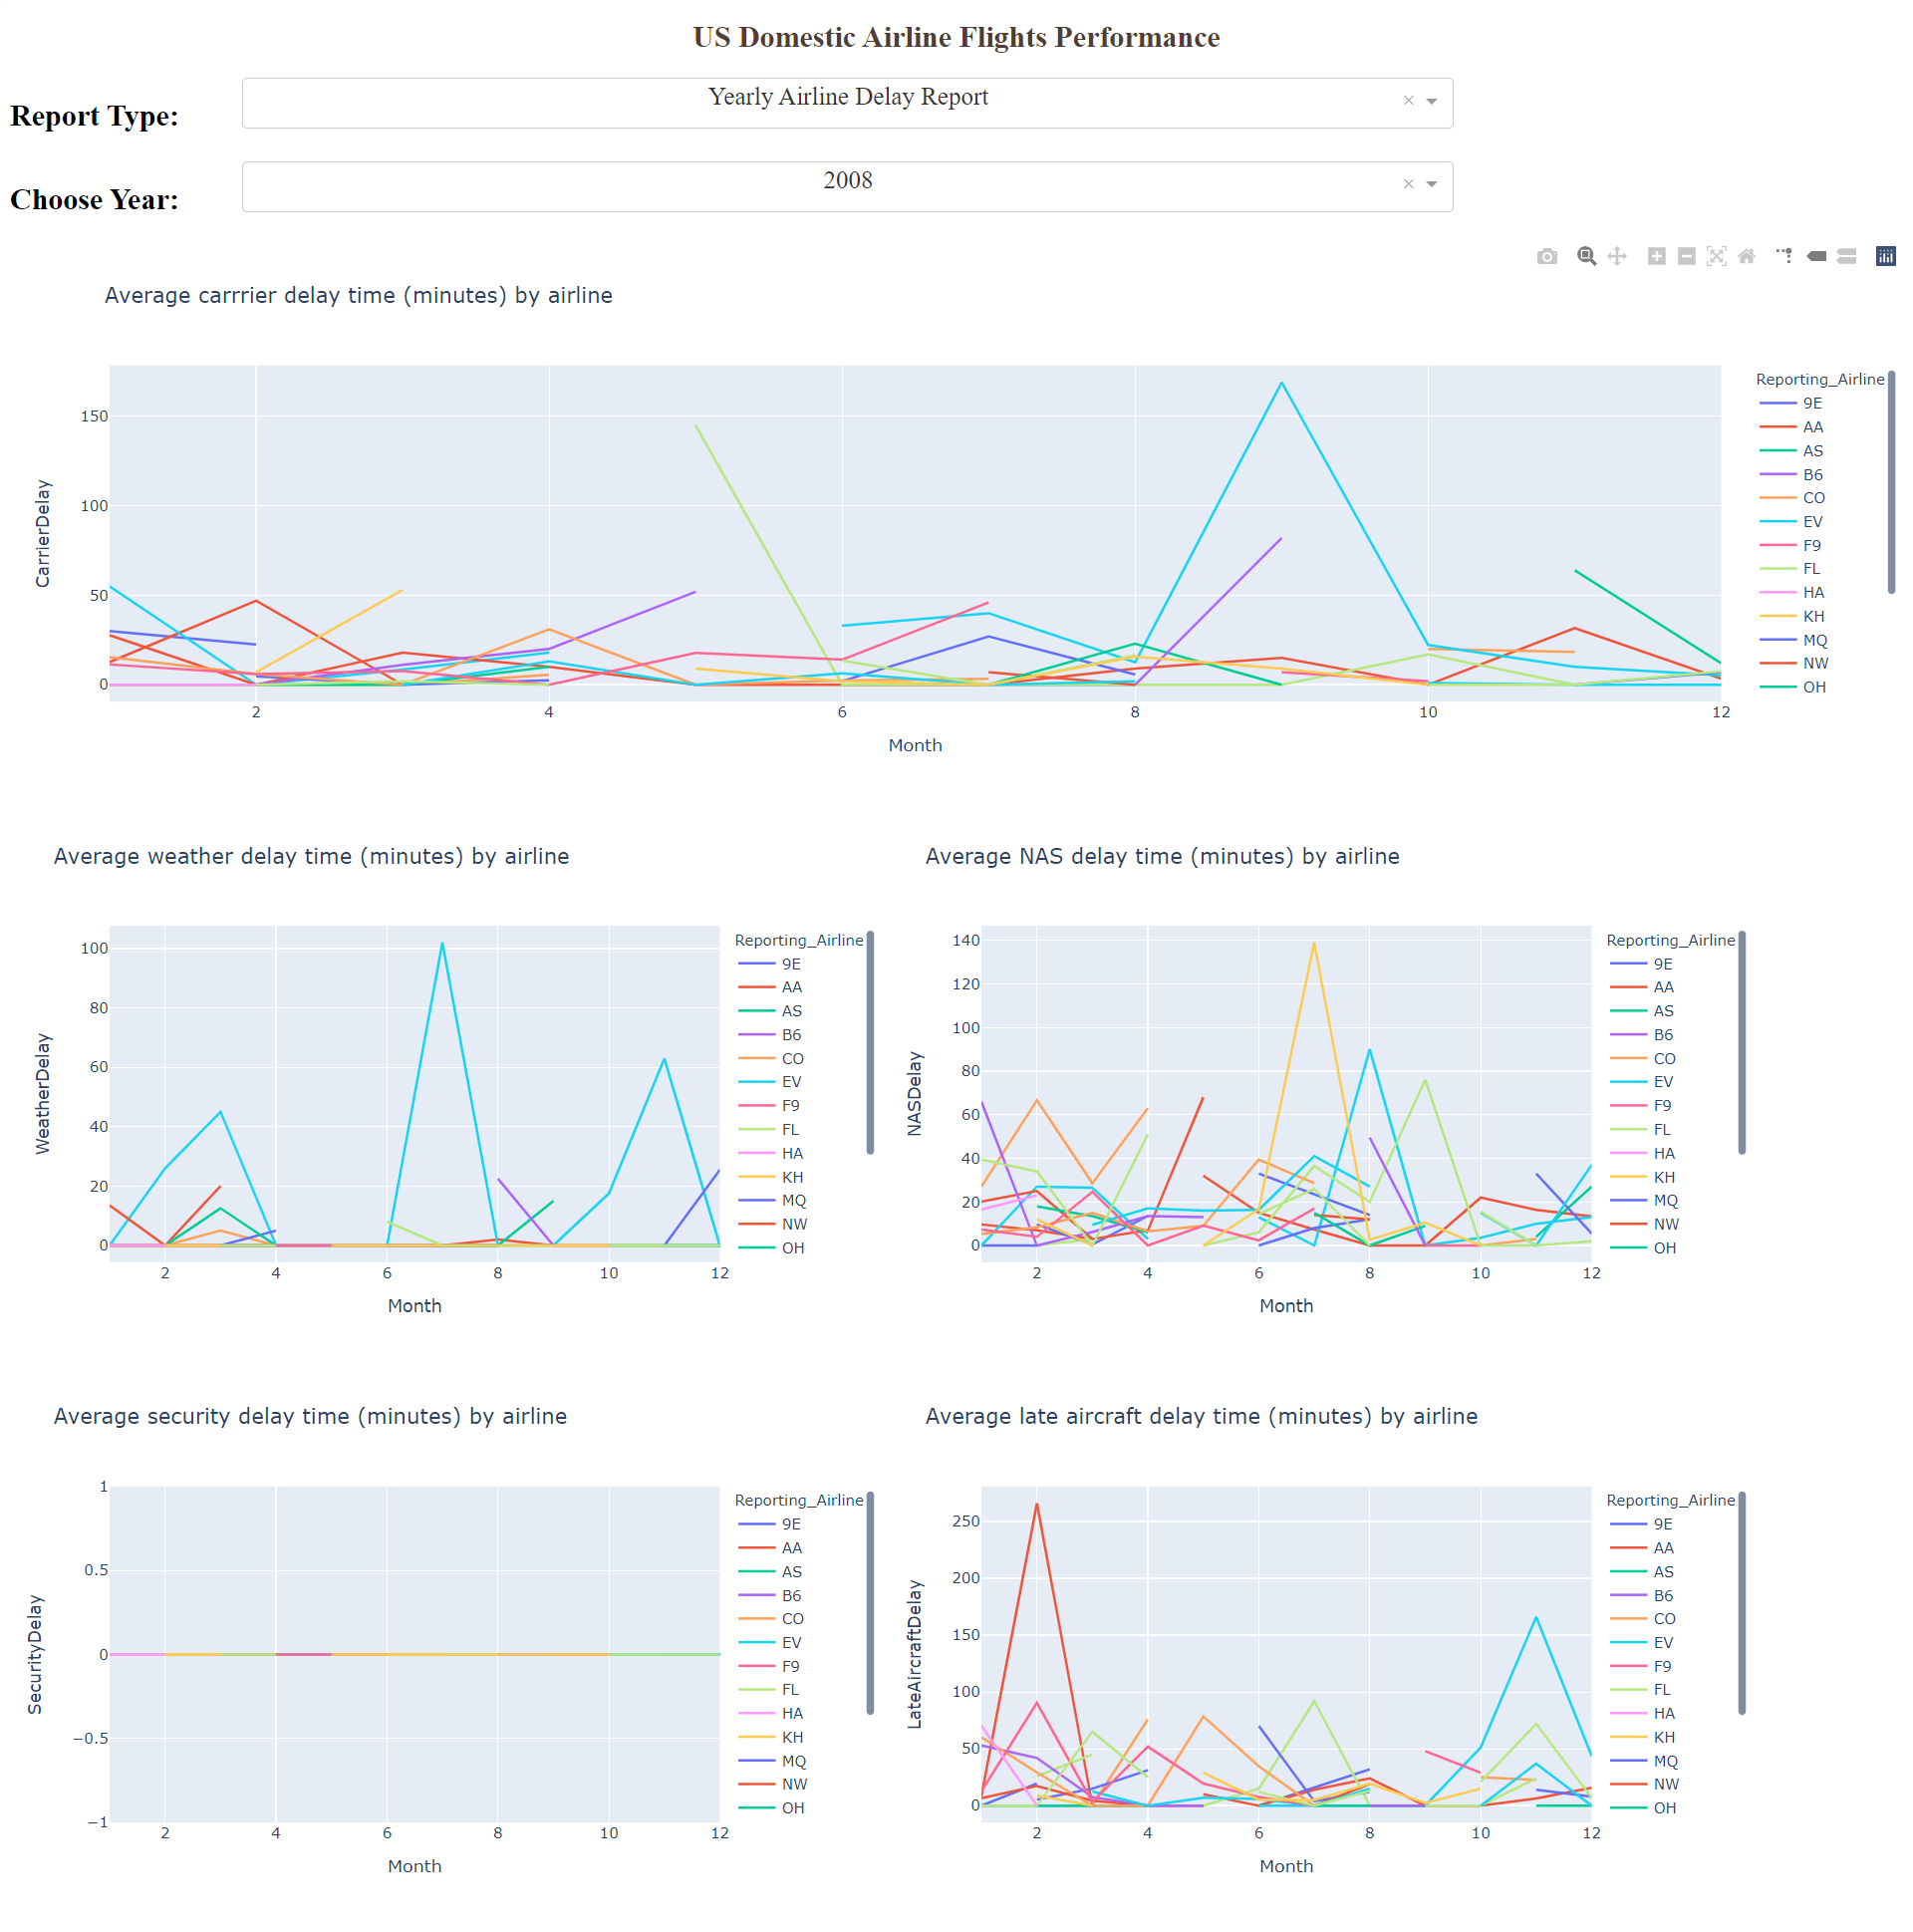 US Domestic Airline Flights Performance
Report Type:
Yearly Airline Delay Report
×
Choose Year:
2008
×
Average carrrier delay time (minutes) by airline
CarrierDelay
150
100
50
0
2 4 6 8 10 12
Month
Reporting_Airline
9E
AA
AS
B6
CO
EV
F9
FL
HA
KH
MQ
NW
OH
Average weather delay time (minutes) by airline
WeatherDelay
100
80
60
40
20
0
2 4 6 8 10 12
Month
Reporting_Airline
9E
AA
AS
B6
CO
EV
F9
FL
HA
KH
MQ
NW
OH
Average NAS delay time (minutes) by airline
NASDelay
140
120
100
80
60
40
20
0
2 4 6 8 10 12
Month
Reporting_Airline
9E
AA
AS
B6
CO
EV
F9
FL
HA
KH
MQ
NW
OH
Average security delay time (minutes) by airline
SecurityDelay
1
0.5
0
−0.5
−1
2 4 6 8 10 12
Month
Reporting_Airline
9E
AA
AS
B6
CO
EV
F9
FL
HA
KH
MQ
NW
OH
Average late aircraft delay time (minutes) by airline
LateAircraftDelay
250
200
150
100
50
0
2 4 6 8 10 12
Month
Reporting_Airline
9E
AA
AS
B6
CO
EV
F9
FL
HA
KH
MQ
NW
OH